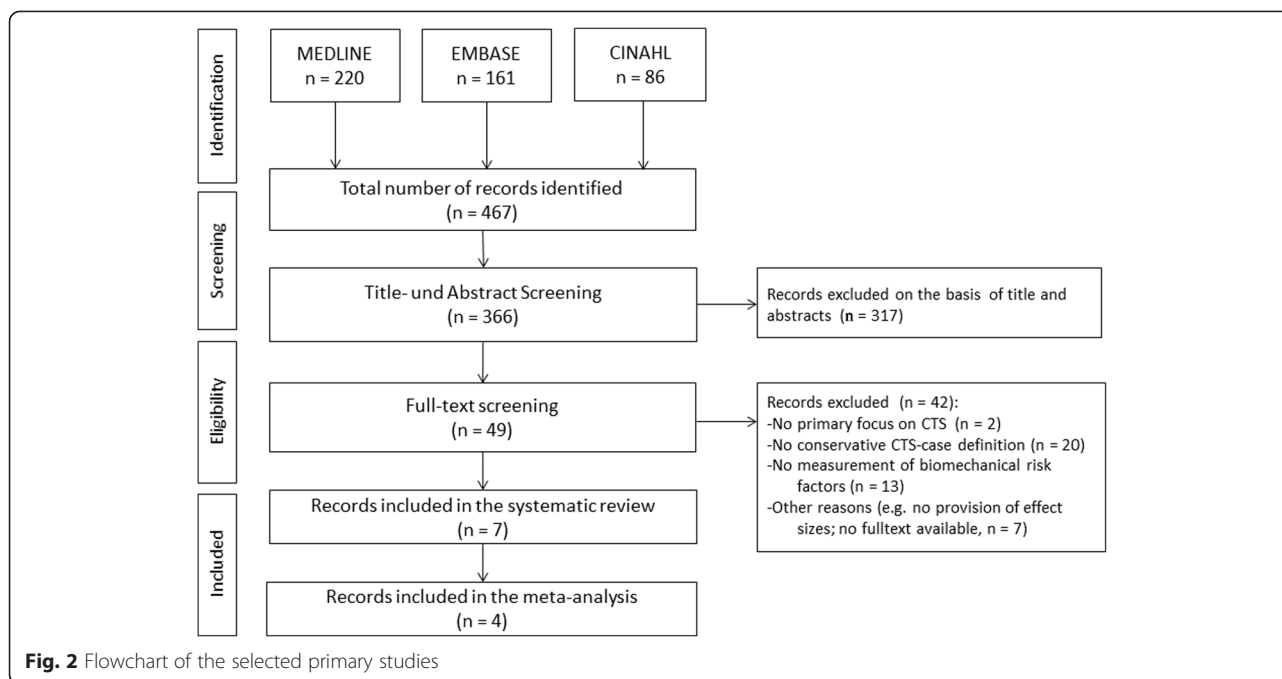 Identification
MEDLINE
n = 220
EMBASE
n = 161
CINAHL
n = 86
Total number of records identified
(n = 467)
Screening
Title- und Abstract Screening
(n = 366)
Records excluded on the basis of title and
abstracts (n = 317)
Eligibility
Full-text screening
(n = 49)
Records excluded (n = 42):
-No primary focus on CTS (n = 2)
-No conservative CTS-case definition (n = 20)
-No measurement of biomechanical risk
factors (n = 13)
-Other reasons (e.g. no provision of effect
sizes; no fulltext available, n = 7)
Included
Records included in the systematic review
(n = 7)
Records included in the meta-analysis
(n = 4)
Fig. 2 Flowchart of the selected primary studies